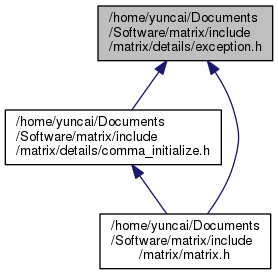 /home/yuncai/Documents
/Software/matrix/include
/matrix/details/exception.h
/home/yuncai/Documents
/Software/matrix/include
/matrix/details/comma_initialize.h
/home/yuncai/Documents
/Software/matrix/include
/matrix/matrix.h